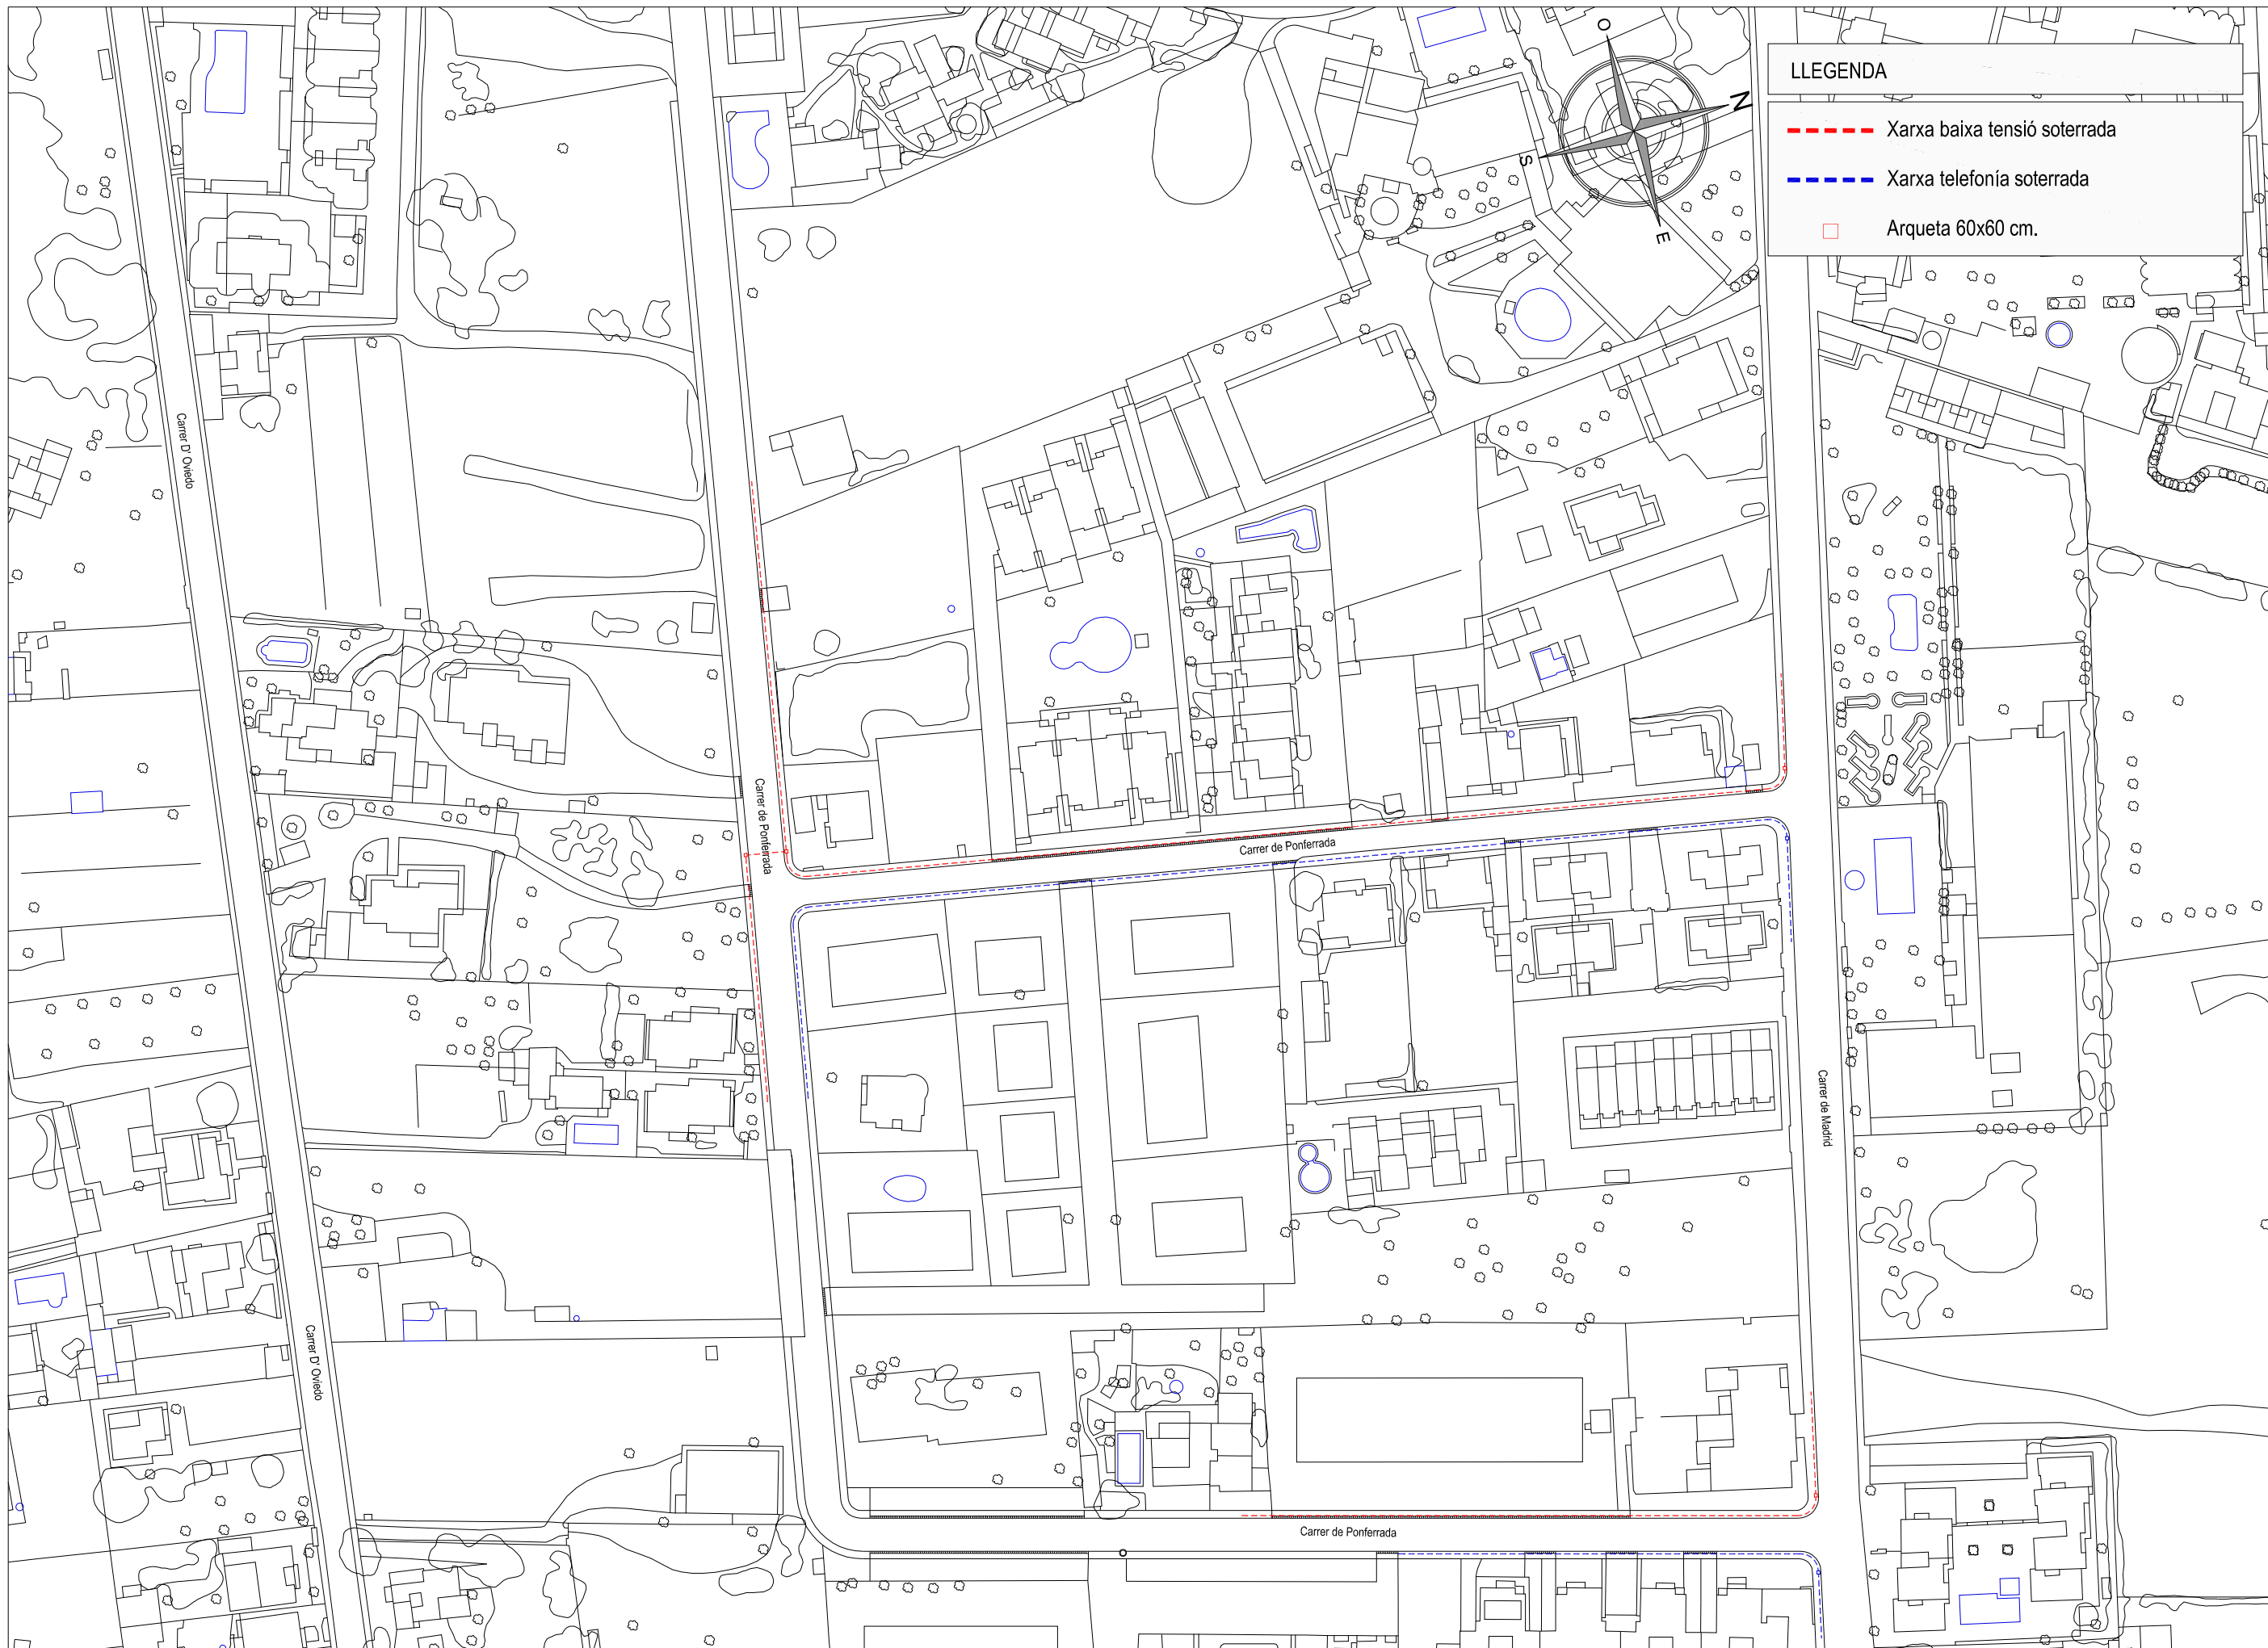 O
N
S
E
LLEGENDA
Xarxa baixa tensió soterrada
Xarxa telefonía soterrada
Arqueta 60x60 cm.
Carrer D' Oviedo
Carrer de Ponferrada
Carrer de Ponferrada
Carrer de Madrid
Carrer D' Oviedo
Carrer de Ponferrada